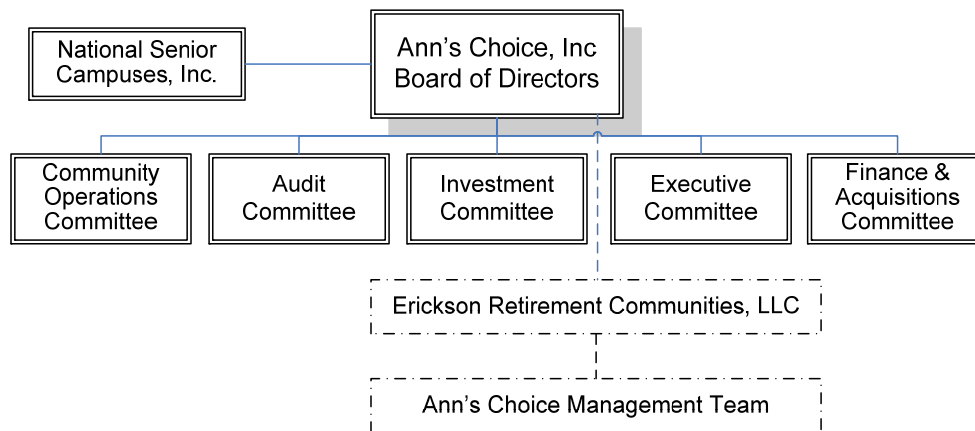 National Senior
Campuses, Inc.
Ann’s Choice, Inc
Board of Directors
Community
Operations
Committee
Audit
Committee
Investment
Committee
Executive
Committee
Finance &
Acquisitions
Committee
Erickson Retirement Communities, LLC
Ann’s Choice Management Team